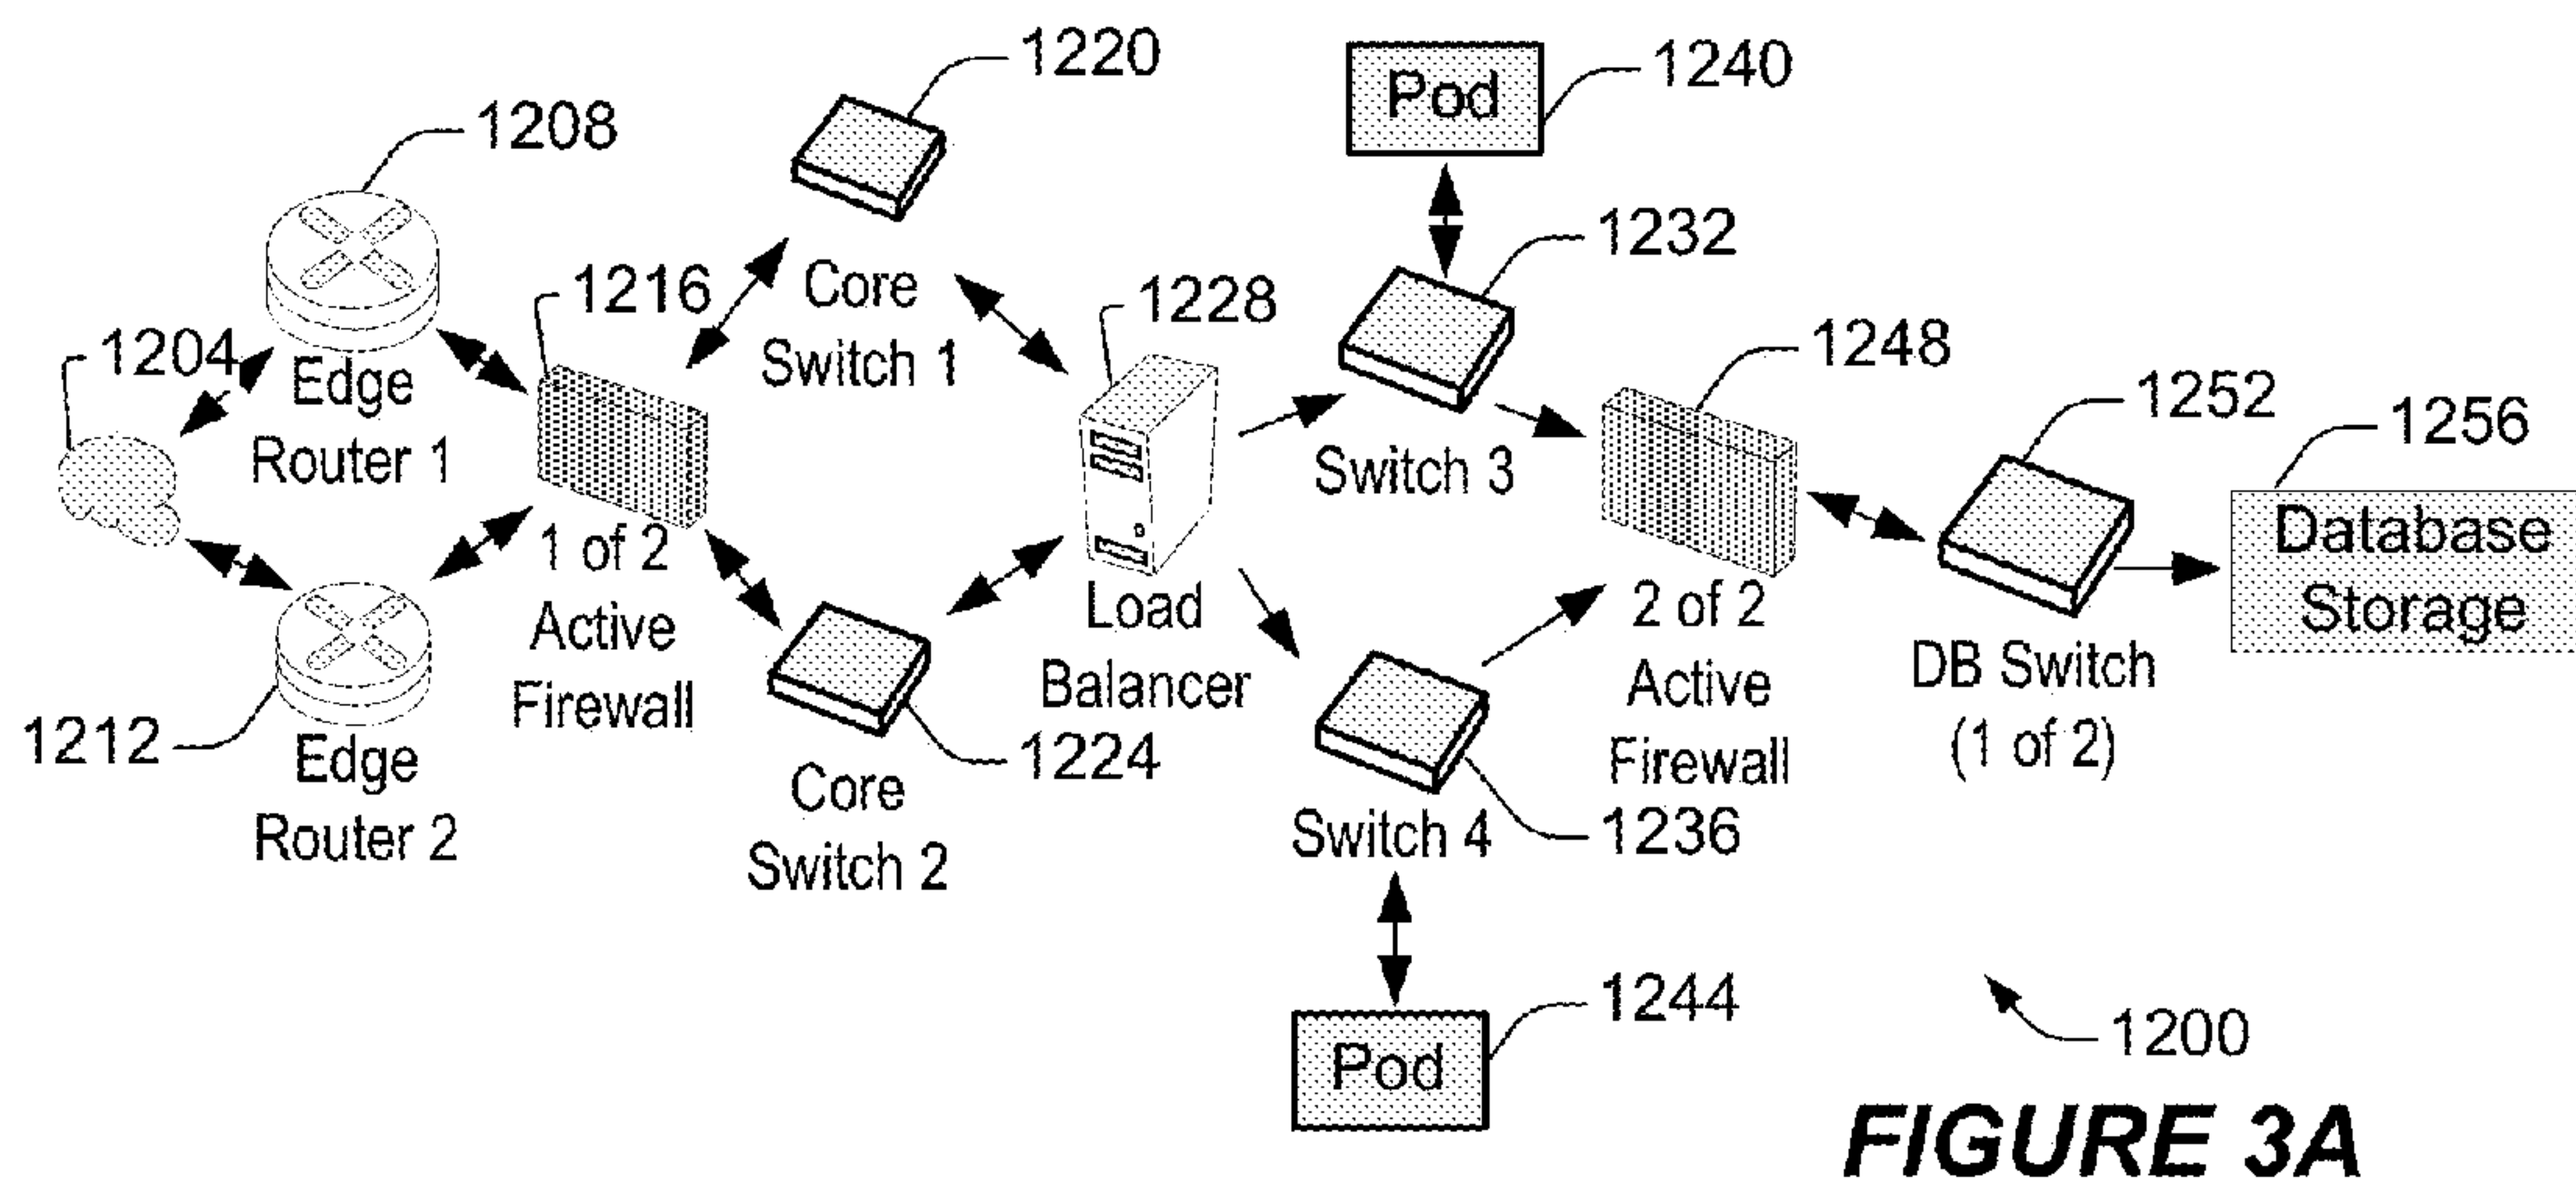 1220
1240
Pod
1208
1232
1216
Core
Switch 1
1228
1248
1204
Edge
Router 1
1252
1256
Switch 3
Database
Storage
1 of 2
Active
Firewall
Load
Balancer
2 of 2
Active
Firewall
DB Switch
(1 of 2)
1212
Edge
Router 2
1224
Core
Switch 2
Switch 4
1236
1244
Pod
1200
FIGURE 3A